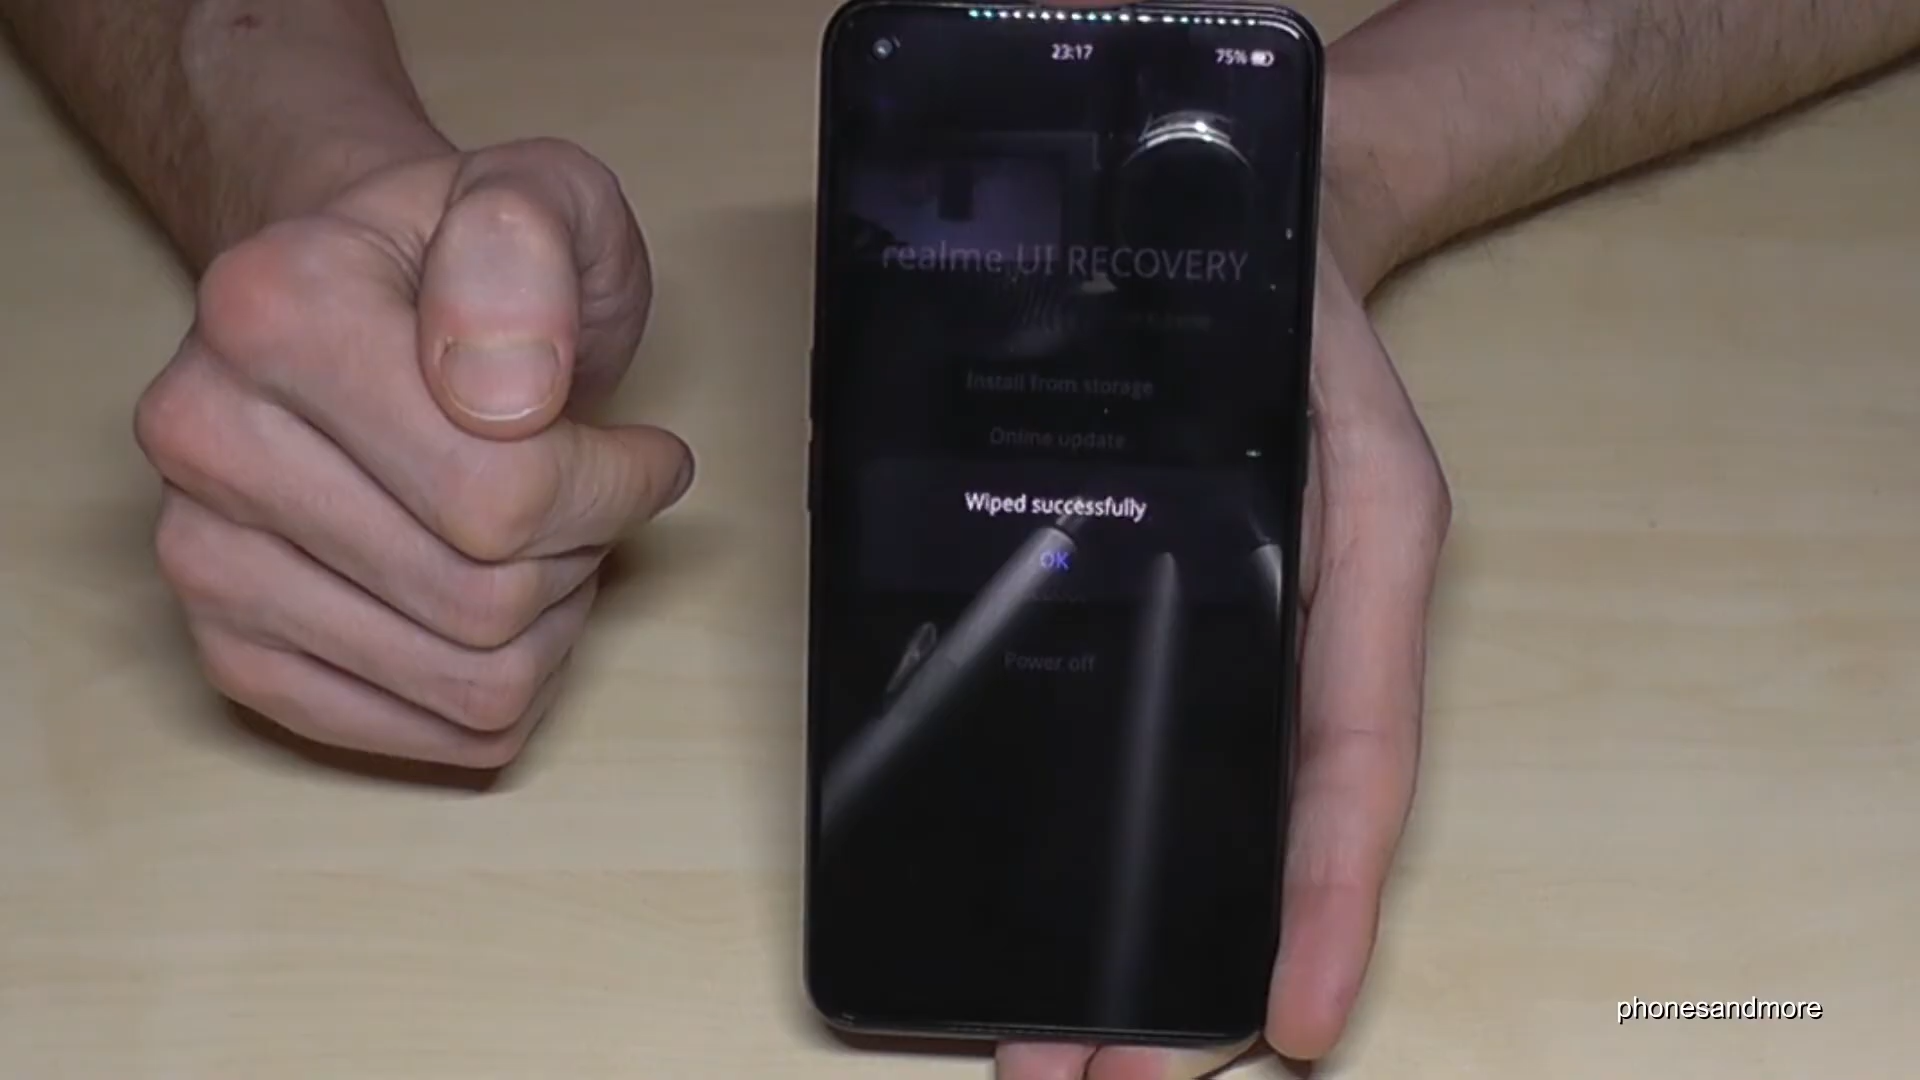 23:17
75%
realme UI RECOVERY
Install from storage
Online update
Wiped successfully
OK
Power off
phonesandmore